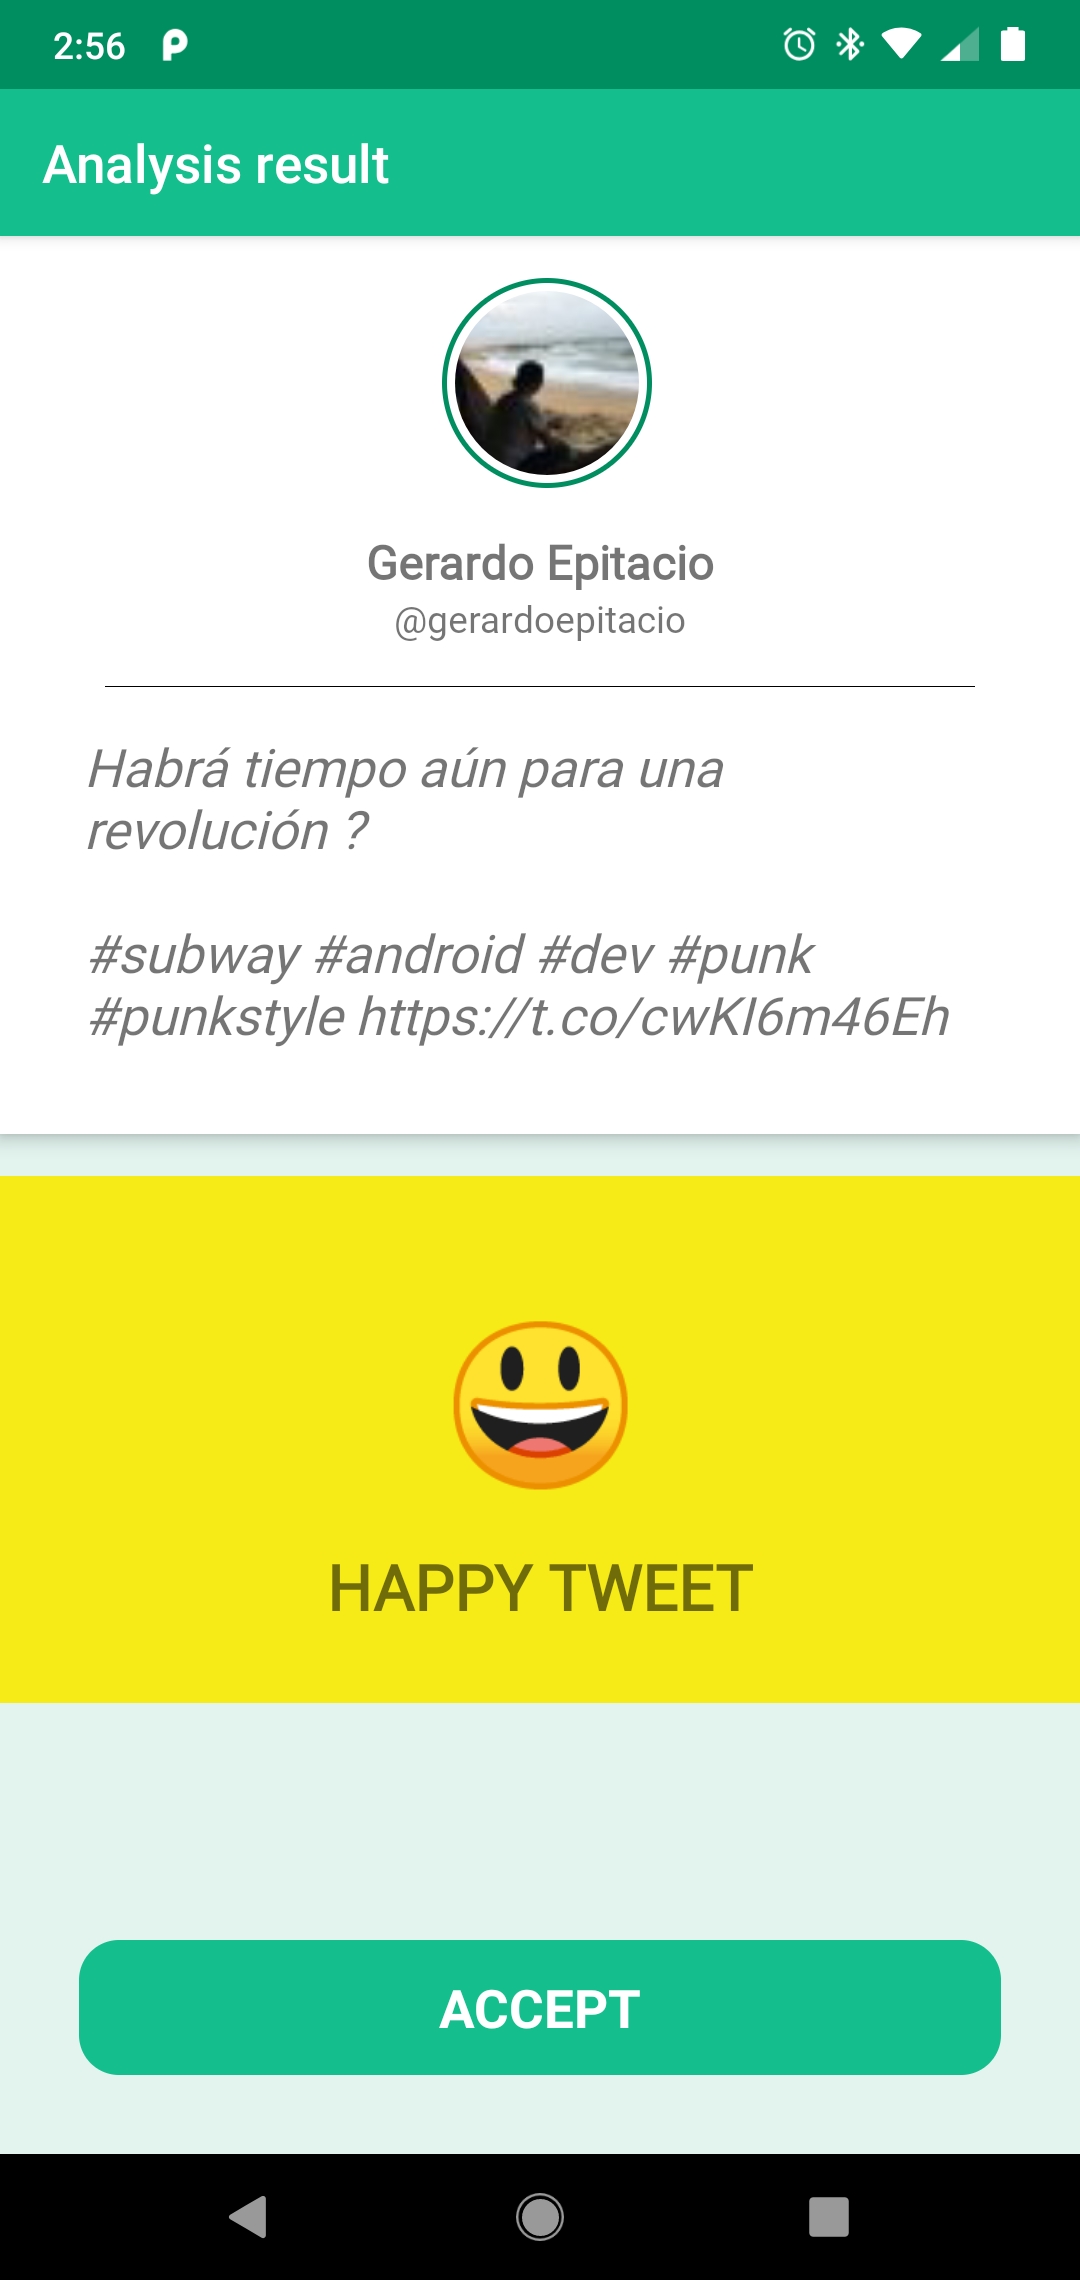 2:56
Analysis result
Gerardo Epitacio
@gerardoepitacio
Habrá tiempo aún para una
revolución ?
#subway #android #dev #punk
#punkstyle https://t.co/cwKI6m46Eh
HAPPY TWEET
ACCEPT